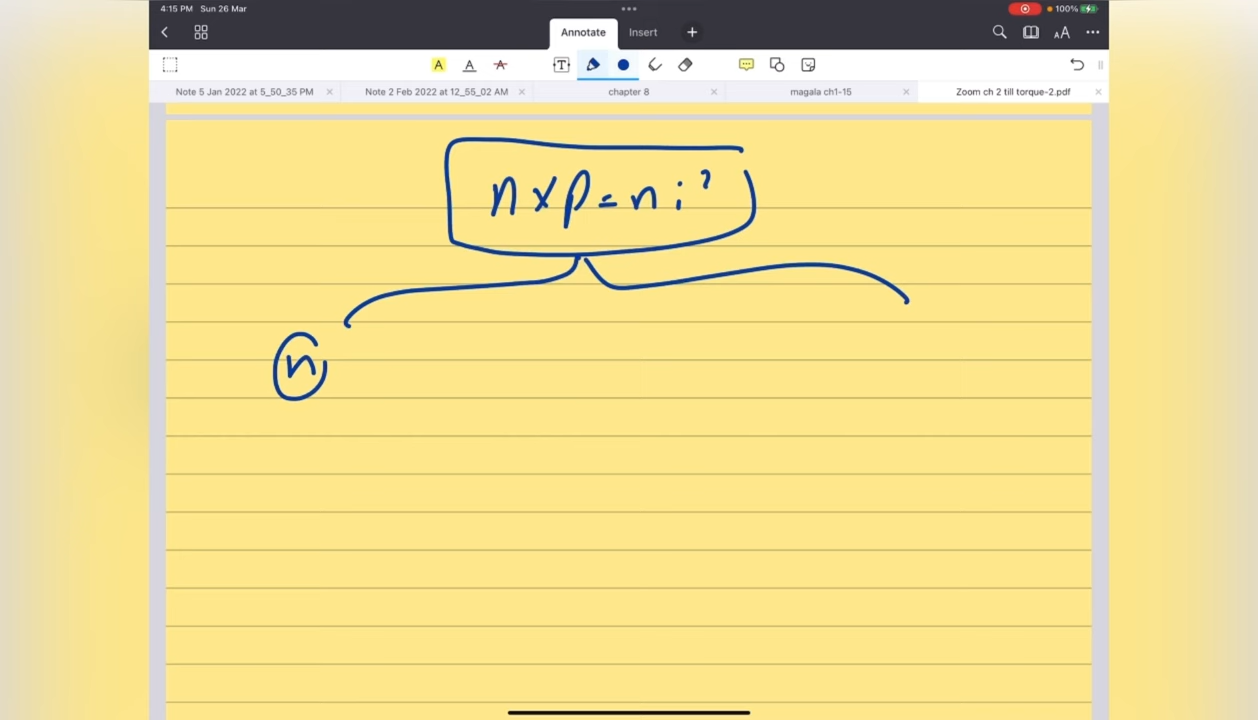 4:15 PM Sun 26 Mar
100%
Annotate
Insert
A A A
T
AA
Note 5 Jan 2022 at 5_50_35 PM
Note 2 Feb 2022 at 12_55_02 AM
chapter 8
magala ch1-15
Zoom ch 2 till torque-2.pdf
n x p = ni²
n